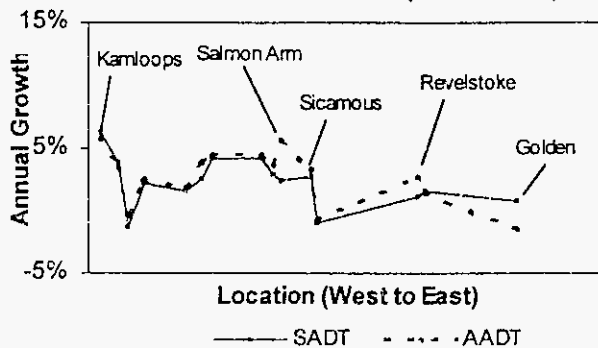 15%
Kamloops
Salmon Arm
Sicamous
Revelstoke
Golden
5%
-5%
Annual Growth
Location (West to East)
SADT
AADT